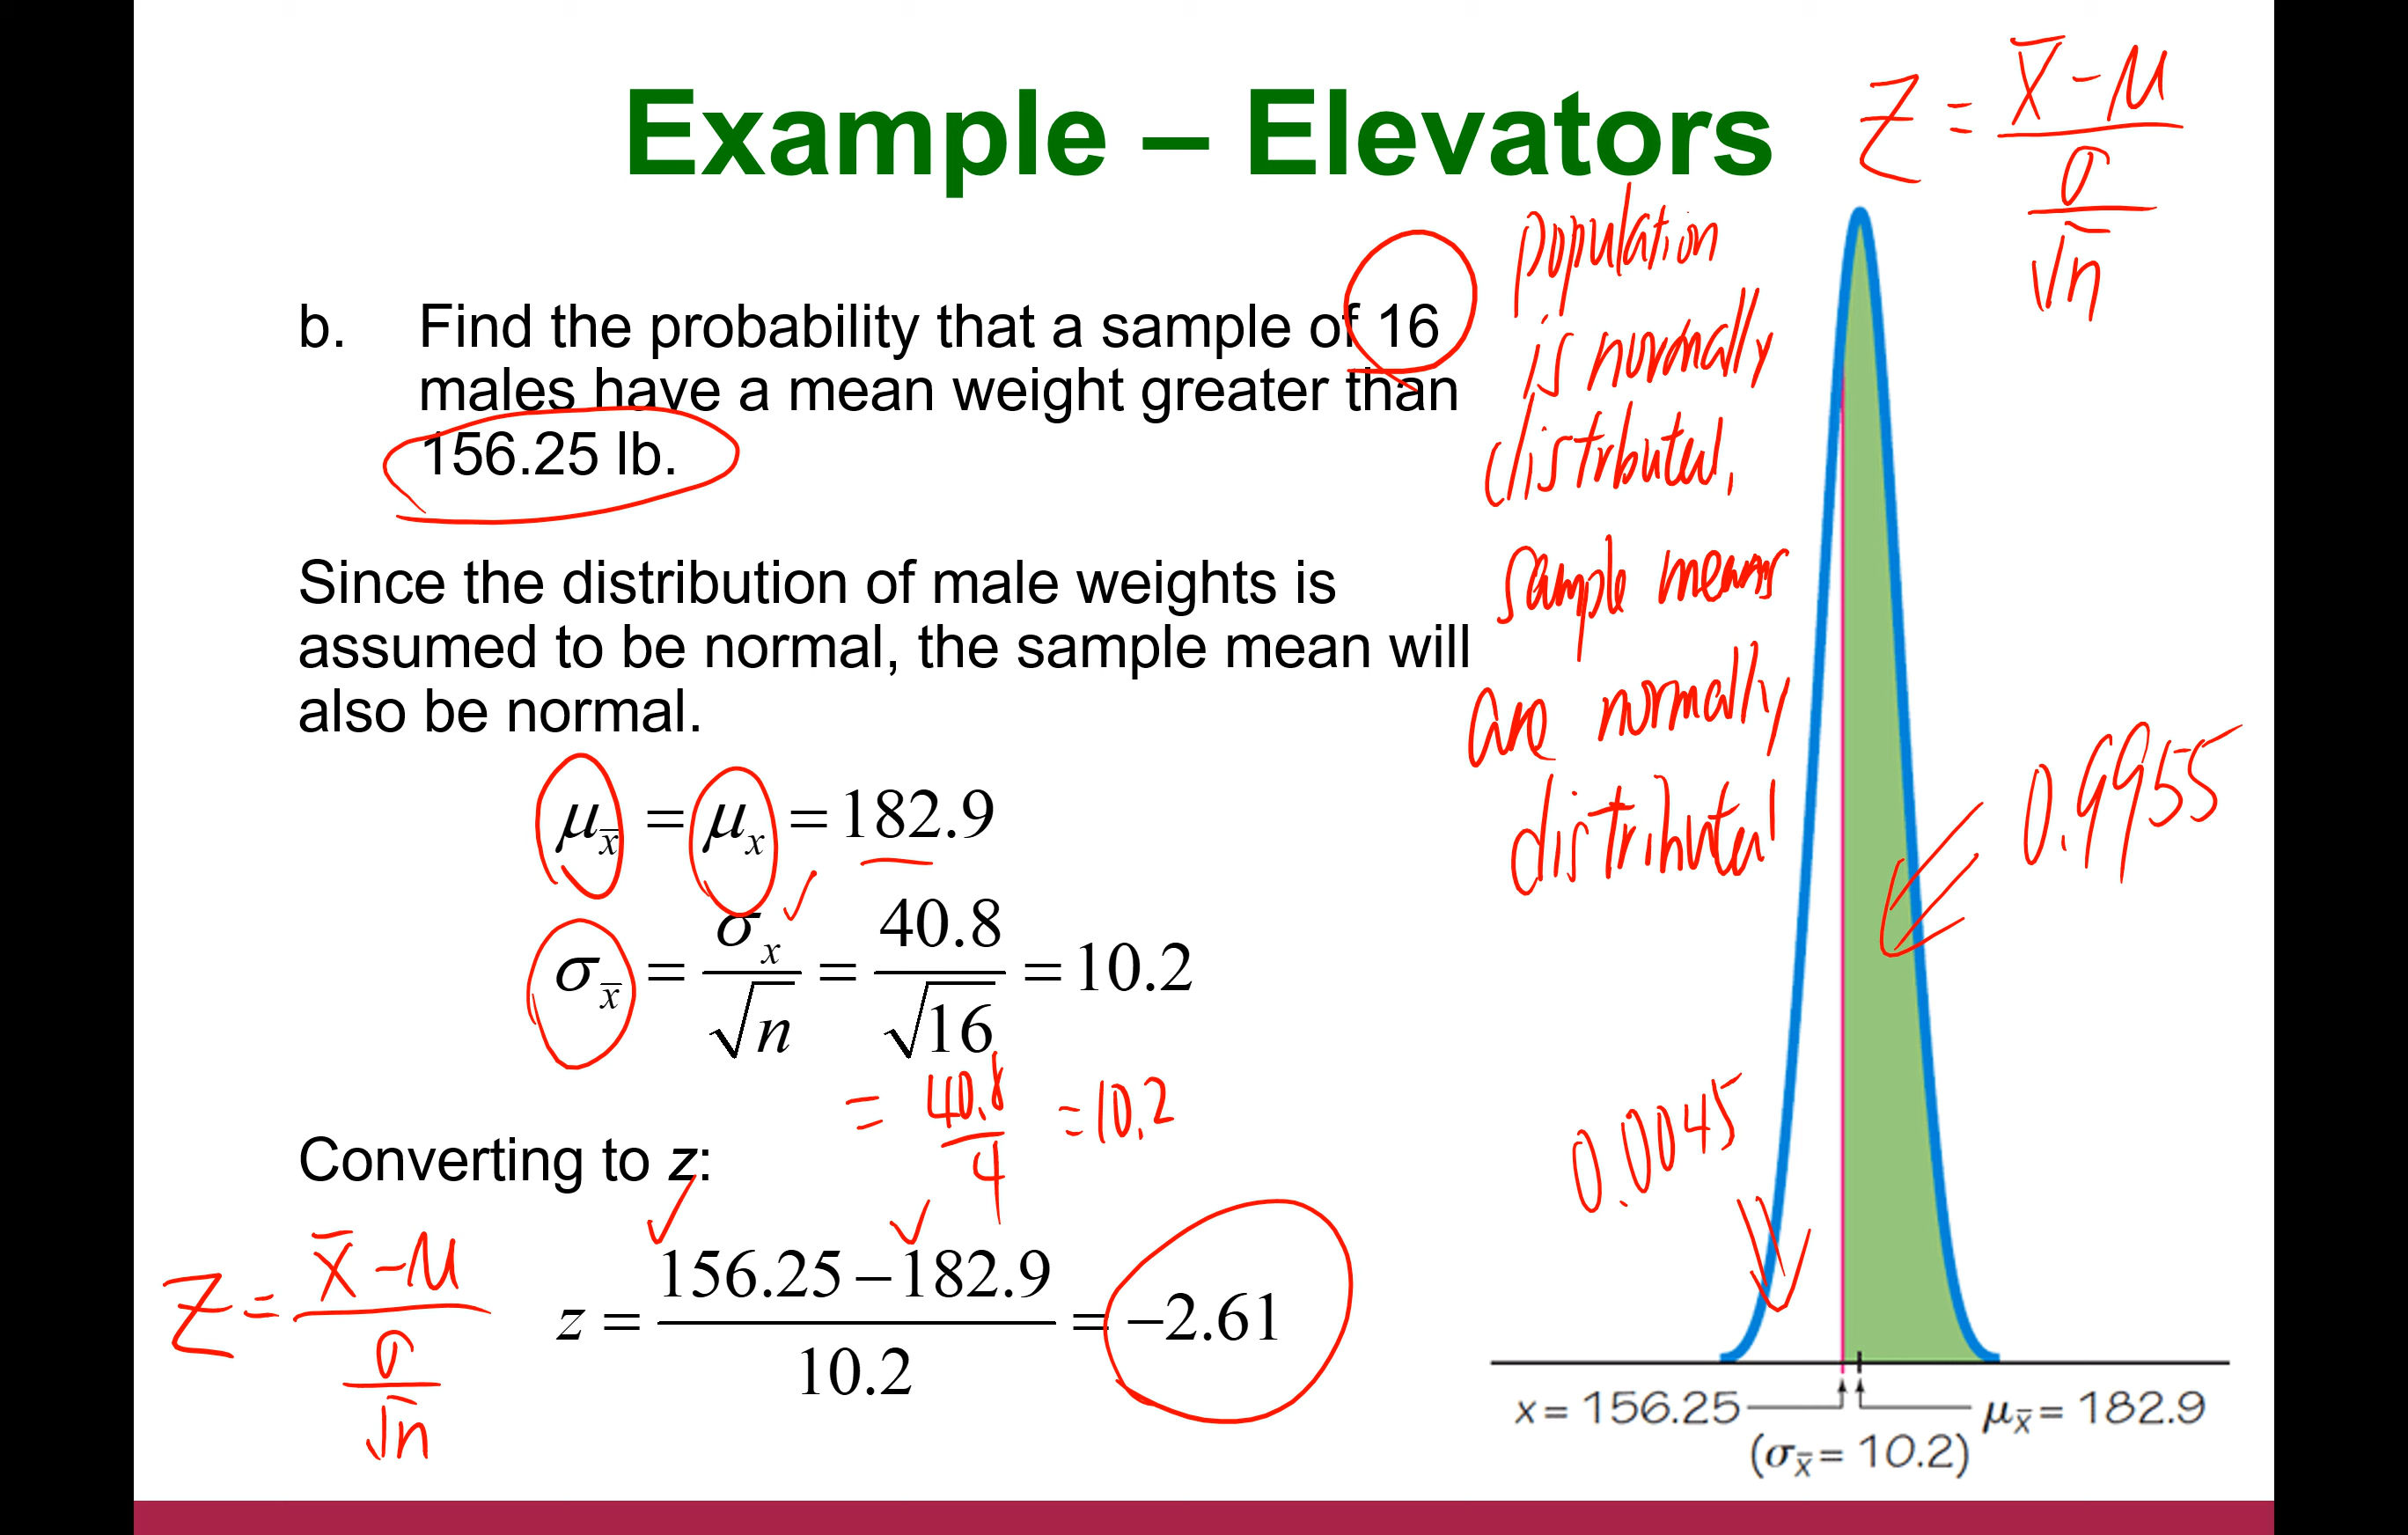 Example – Elevators
Z = x̄ - μ / σ / √n
b. Find the probability that a sample of 16
males have a mean weight greater than
156.25 lb.
population
is normally
distributed,
sample means
are normally
distributed
Since the distribution of male weights is
assumed to be normal, the sample mean will
also be normal.
μx̄ = μx = 182.9
σx̄ = σx / √n = 40.8 / √16 = 10.2
= 40.8 / 4 = 10.2
0.9955
0.0045
Converting to z:
Z = x̄ - μ / σ / √n
z = 156.25 – 182.9 / 10.2 = –2.61
x = 156.25
μx̄ = 182.9
(σx̄ = 10.2)